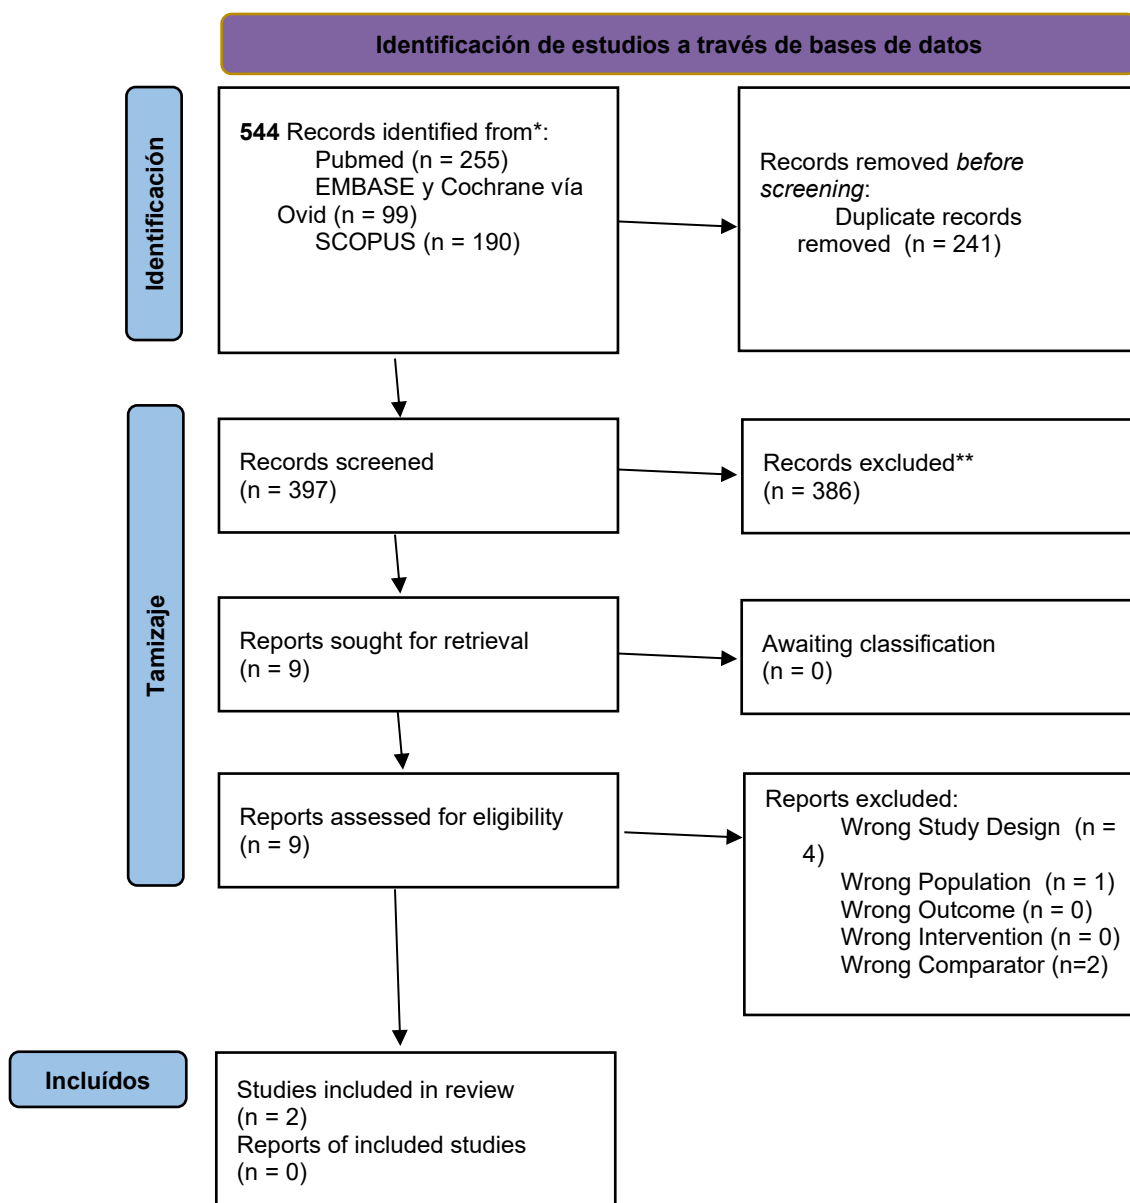 Identificación de estudios a través de bases de datos
Identificación
544 Records identified from*:
Pubmed (n = 255)
EMBASE y Cochrane vía
Ovid (n = 99)
SCOPUS (n = 190)
Records removed before
screening:
Duplicate records
removed (n = 241)
Tamizaje
Records screened
(n = 397)
Records excluded**
(n = 386)
Reports sought for retrieval
(n = 9)
Awaiting classification
(n = 0)
Reports assessed for eligibility
(n = 9)
Reports excluded:
Wrong Study Design (n =
4)
Wrong Population (n = 1)
Wrong Outcome (n = 0)
Wrong Intervention (n = 0)
Wrong Comparator (n=2)
Incluídos
Studies included in review
(n = 2)
Reports of included studies
(n = 0)